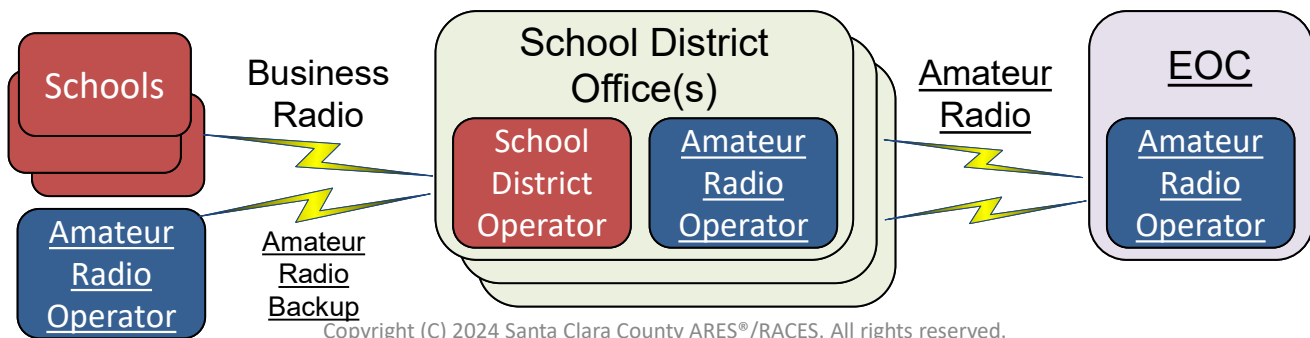 Schools
Amateur
Radio
Operator
Business
Radio
Amateur
Radio
Backup
School District
Office(s)
School
District
Operator
Amateur
Radio
Operator
Amateur
Radio
EOC
Amateur
Radio
Operator
Copyright (C) 2024 Santa Clara County ARES®/RACES. All rights reserved.